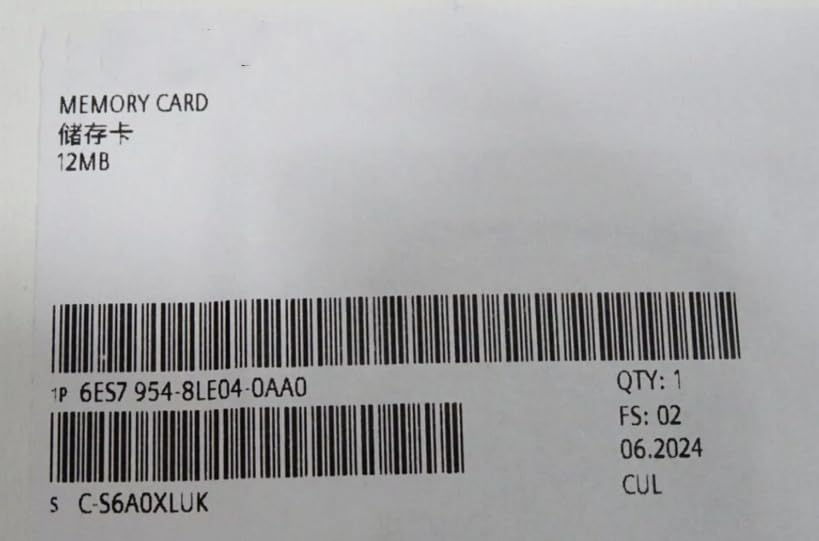 MEMORY CARD
储存卡
12MB
1P 6ES7 954-8LE04-0AA0
QTY: 1
FS: 02
06.2024
CUL
S C-S6A0XLUK